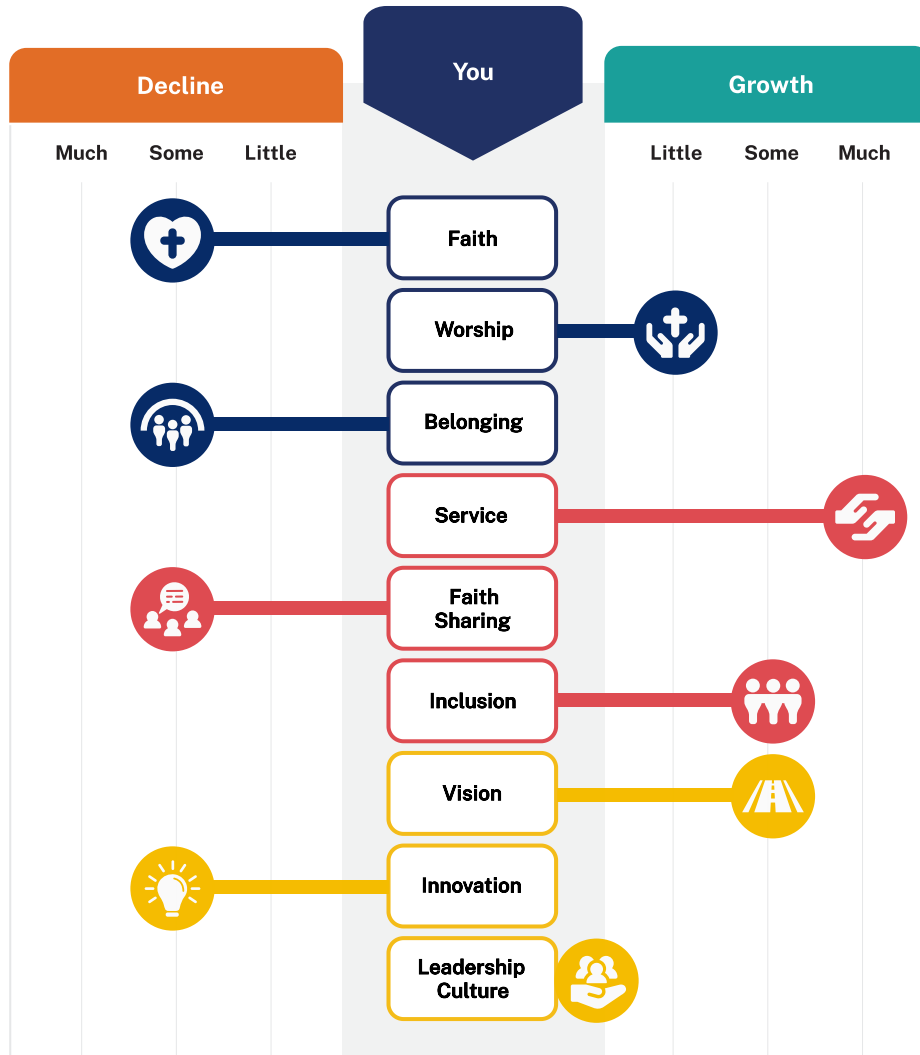 You
Decline
Growth
Much Some Little
Little Some Much
Faith
Worship
Belonging
Service
Faith
Sharing
Inclusion
Vision
Innovation
Leadership
Culture